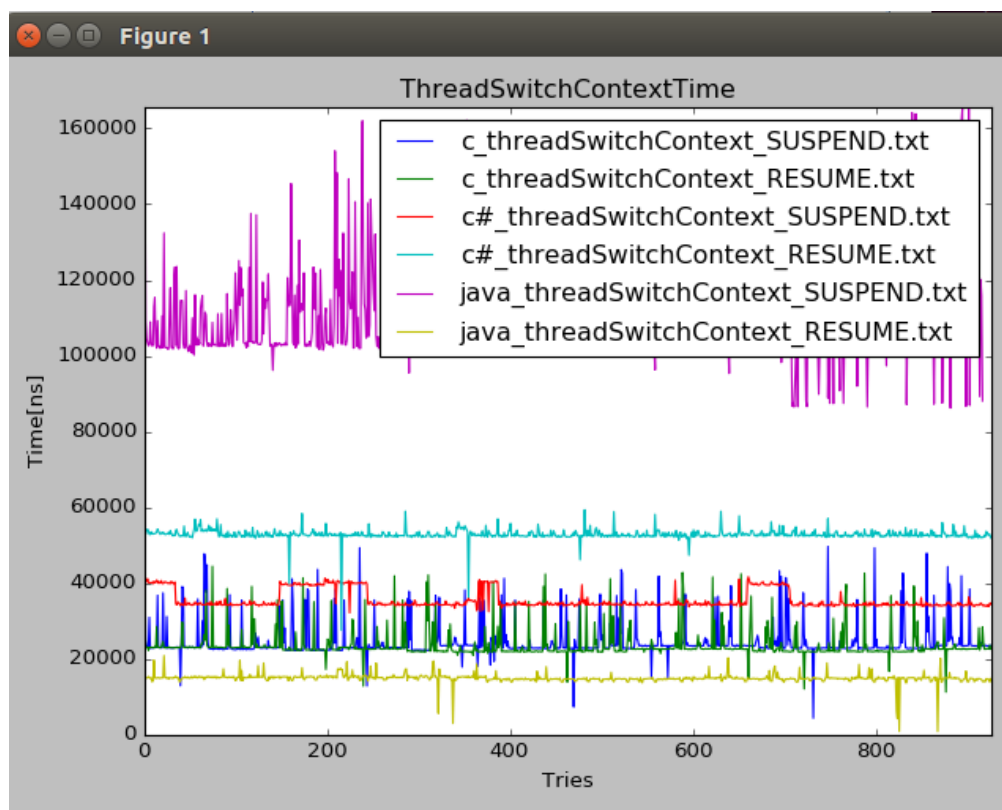 Figure 1
ThreadSwitchContextTime
c_threadSwitchContext_SUSPEND.txt
c_threadSwitchContext_RESUME.txt
c#_threadSwitchContext_SUSPEND.txt
c#_threadSwitchContext_RESUME.txt
java_threadSwitchContext_SUSPEND.txt
java_threadSwitchContext_RESUME.txt
160000
140000
120000
100000
80000
60000
40000
20000
0
Time[ns]
0 200 400 600 800
Tries